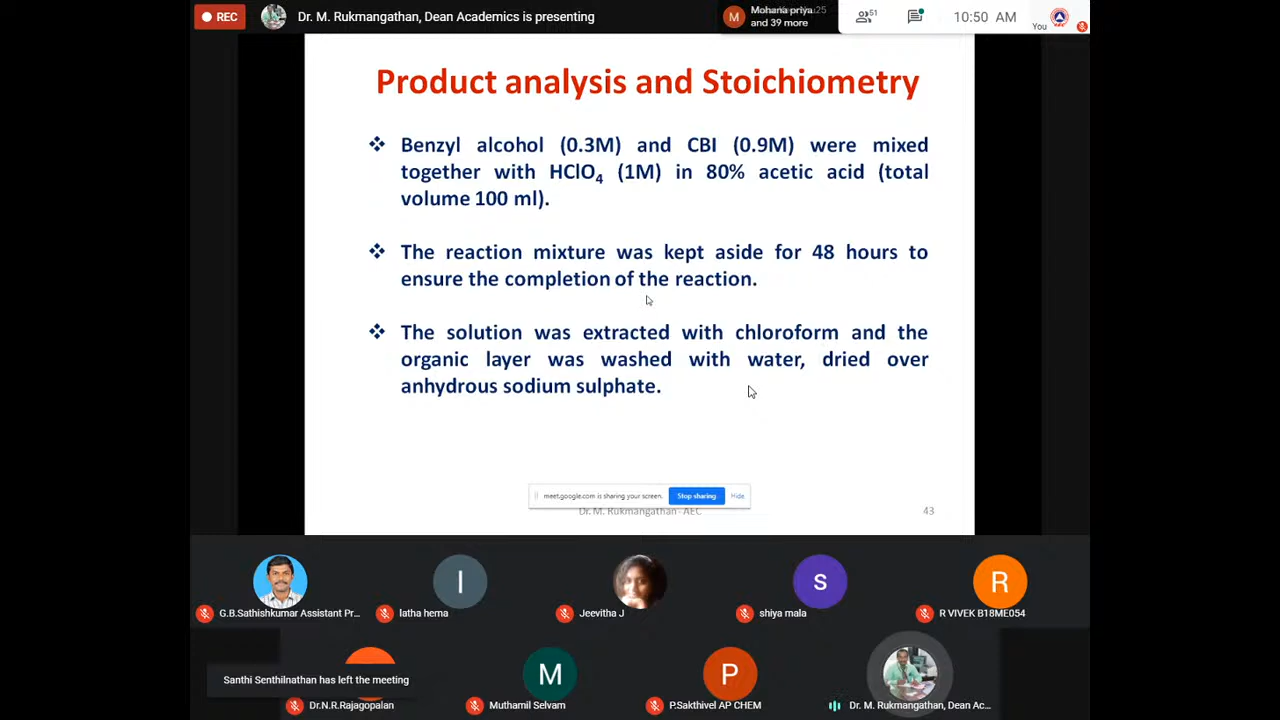 REC
Dr. M. Rukmangathan, Dean Academics is presenting
M
and 39 more
51
10:50 AM
You
Product analysis and Stoichiometry
❖ Benzyl alcohol (0.3M) and CBI (0.9M) were mixed
together with HClO₄ (1M) in 80% acetic acid (total
volume 100 ml).
❖ The reaction mixture was kept aside for 48 hours to
ensure the completion of the reaction.
❖ The solution was extracted with chloroform and the
organic layer was washed with water, dried over
anhydrous sodium sulphate.
meet.google.com is sharing your screen.
Stop sharing
Hide
Dr. M. Rukmangathan - AEC
43
I
S
R
G.B.Sathishkumar Assistant Pr...
latha hema
Jeevitha J
shiya mala
R VIVEK B18ME054
Santhi Senthilnathan has left the meeting
M
P
Dr.N.R.Rajagopalan
Muthamil Selvam
P.Sakthivel AP CHEM
Dr. M. Rukmangathan, Dean Ac...